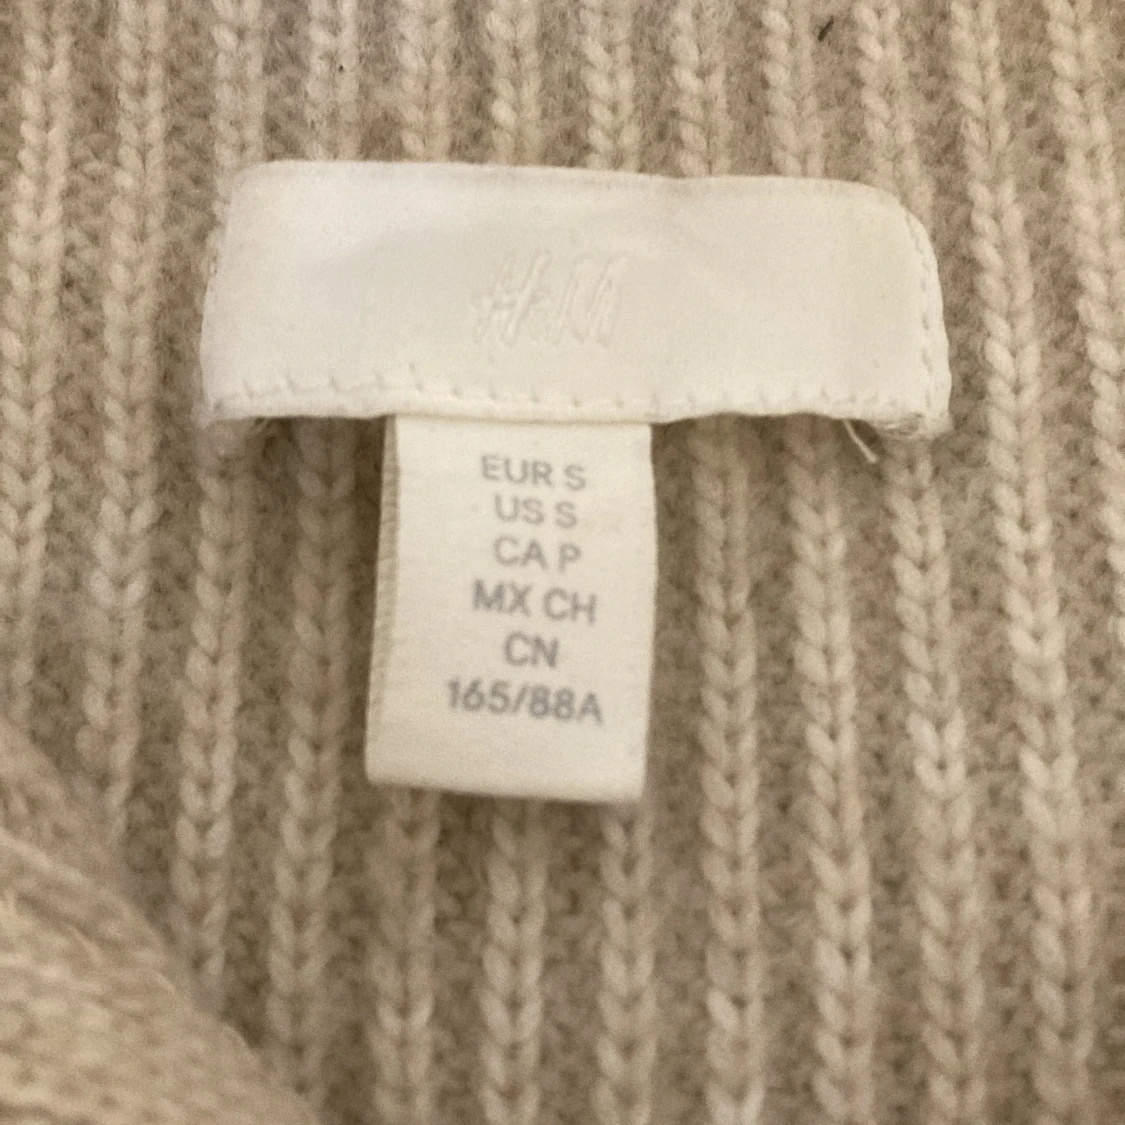 H&M
EUR S
US S
CA P
MX CH
CN
165/88A